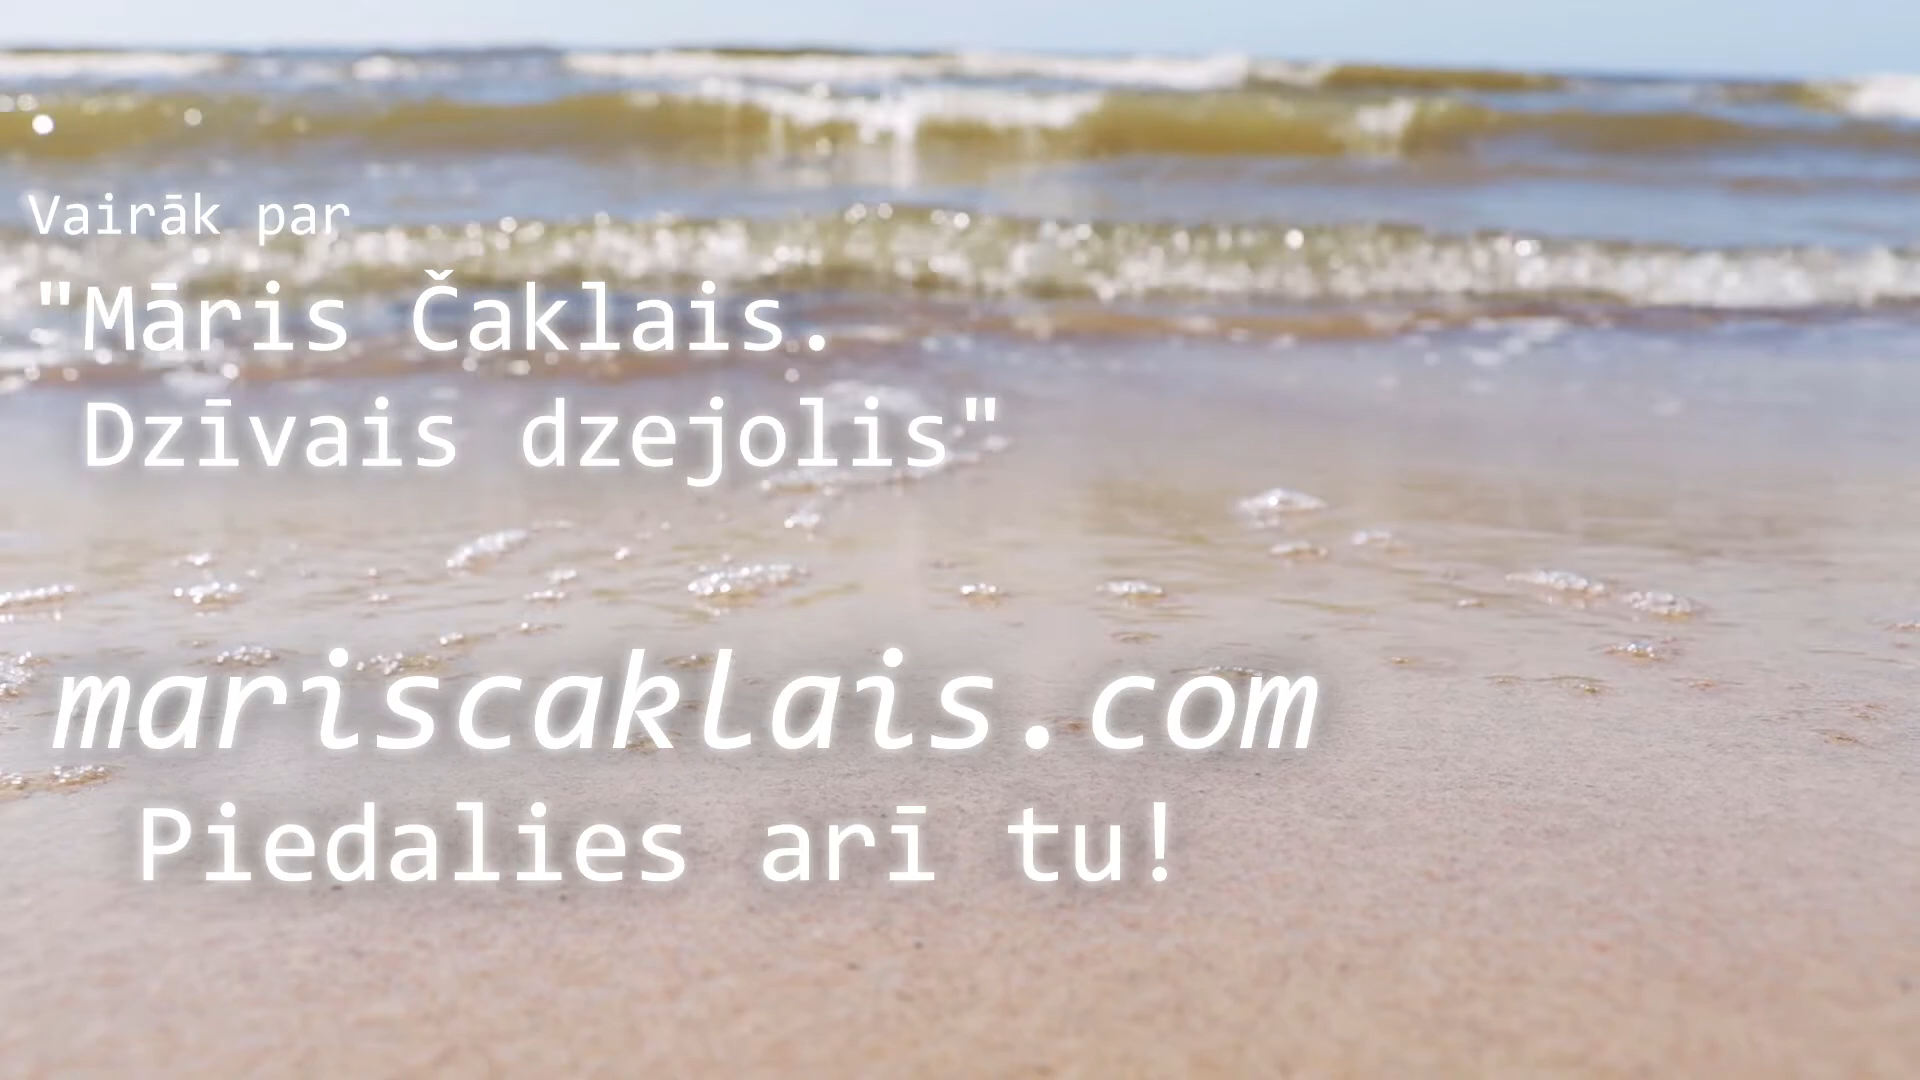 Vairāk par
"Māris Čaklais.
Dzīvais dzejolis"
mariscaklais.com
Piedalies arī tu!